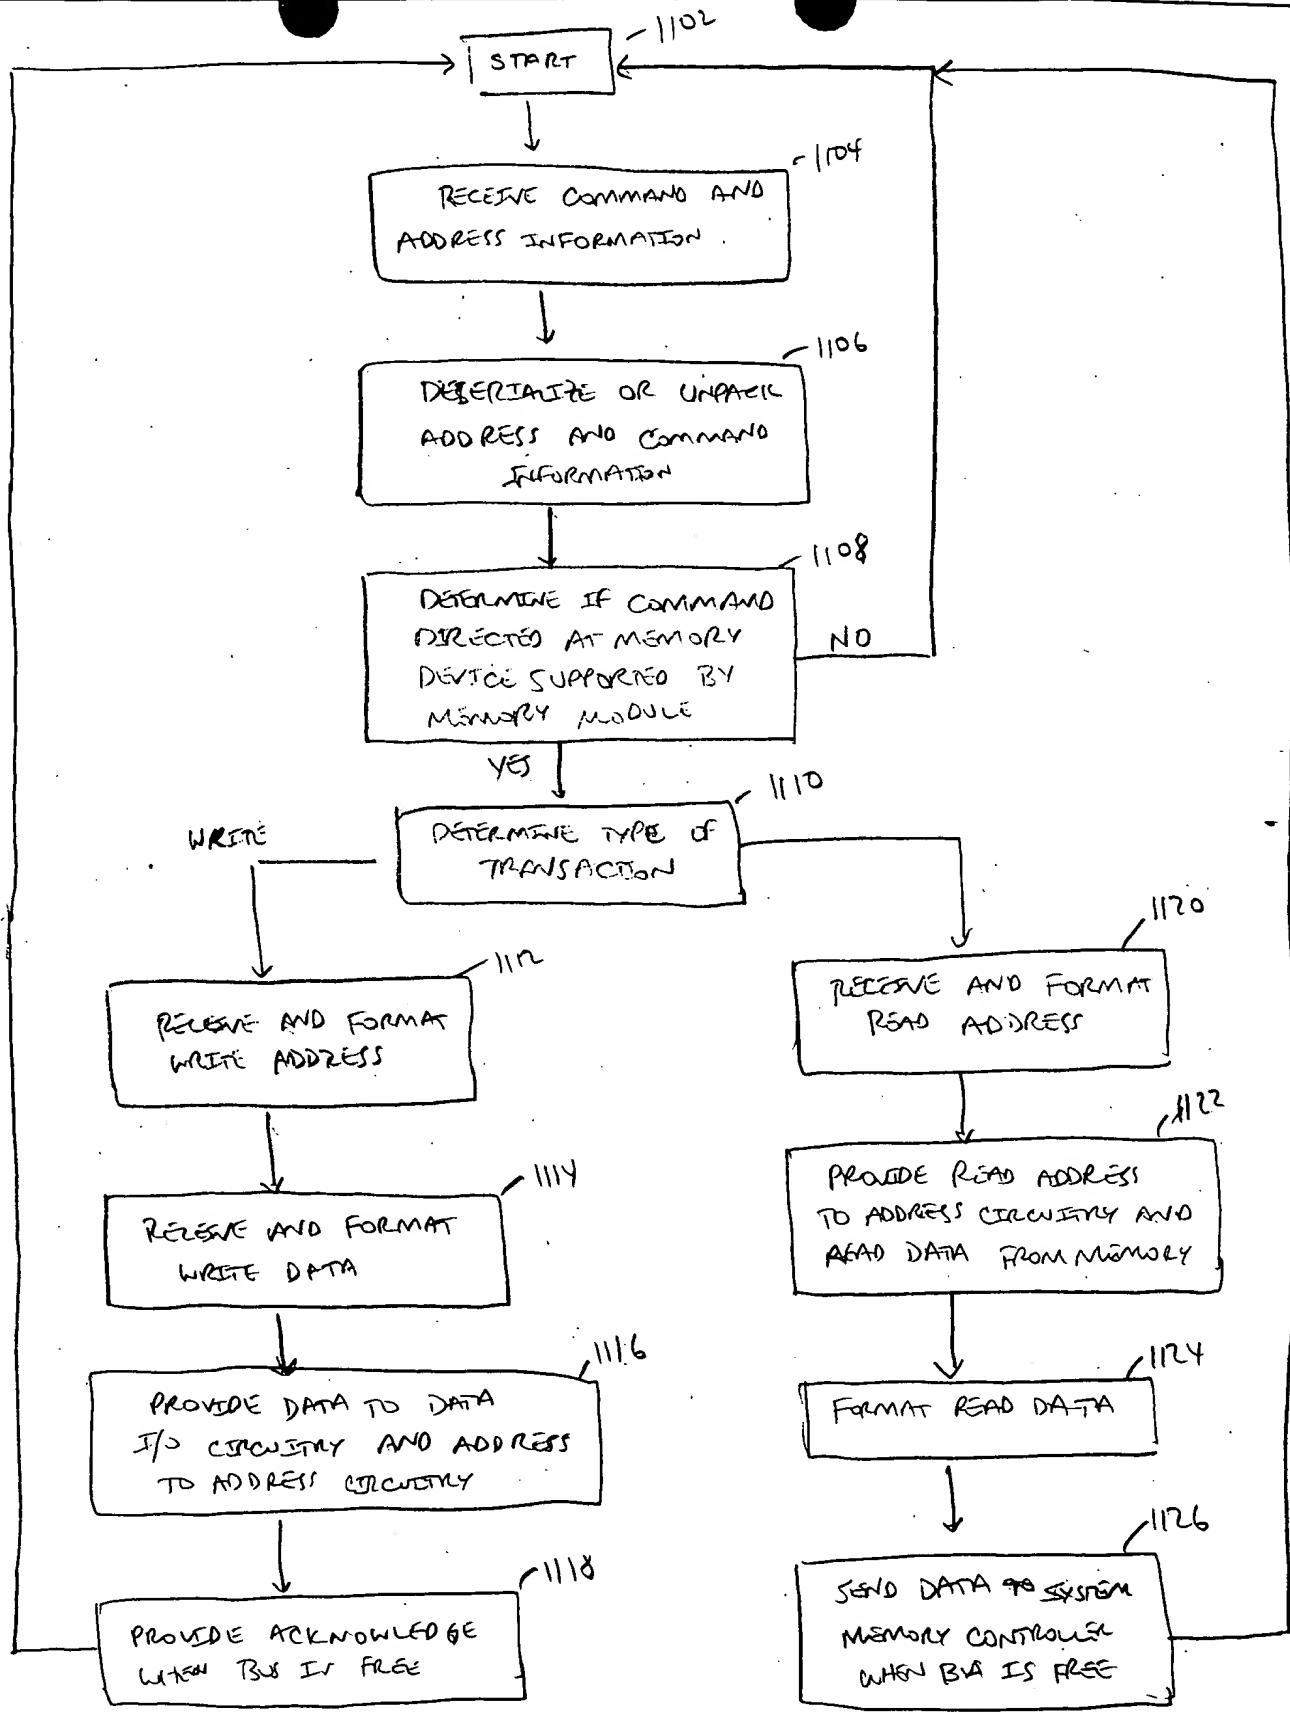 1102
START
1104
RECEIVE COMMAND AND
ADDRESS INFORMATION.
1106
DESERIALIZE OR UNPACK
ADDRESS AND COMMAND
INFORMATION
1108
DETERMINE IF COMMAND
DIRECTED AT MEMORY
DEVICE SUPPORTED BY
MEMORY MODULE
NO
YES
1110
DETERMINE TYPE OF
TRANSACTION
WRITE
1112
RECEIVE AND FORMAT
WRITE ADDRESS
1114
RECEIVE AND FORMAT
WRITE DATA
1116
PROVIDE DATA TO DATA
I/O CIRCUITRY AND ADDRESS
TO ADDRESS CIRCUITRY
1118
PROVIDE ACKNOWLEDGE
WHEN BUS IS FREE
1120
RECEIVE AND FORMAT
READ ADDRESS
1122
PROVIDE READ ADDRESS
TO ADDRESS CIRCUITRY AND
READ DATA FROM MEMORY
1124
FORMAT READ DATA
1126
SEND DATA TO SYSTEM
MEMORY CONTROLLER
WHEN BUS IS FREE